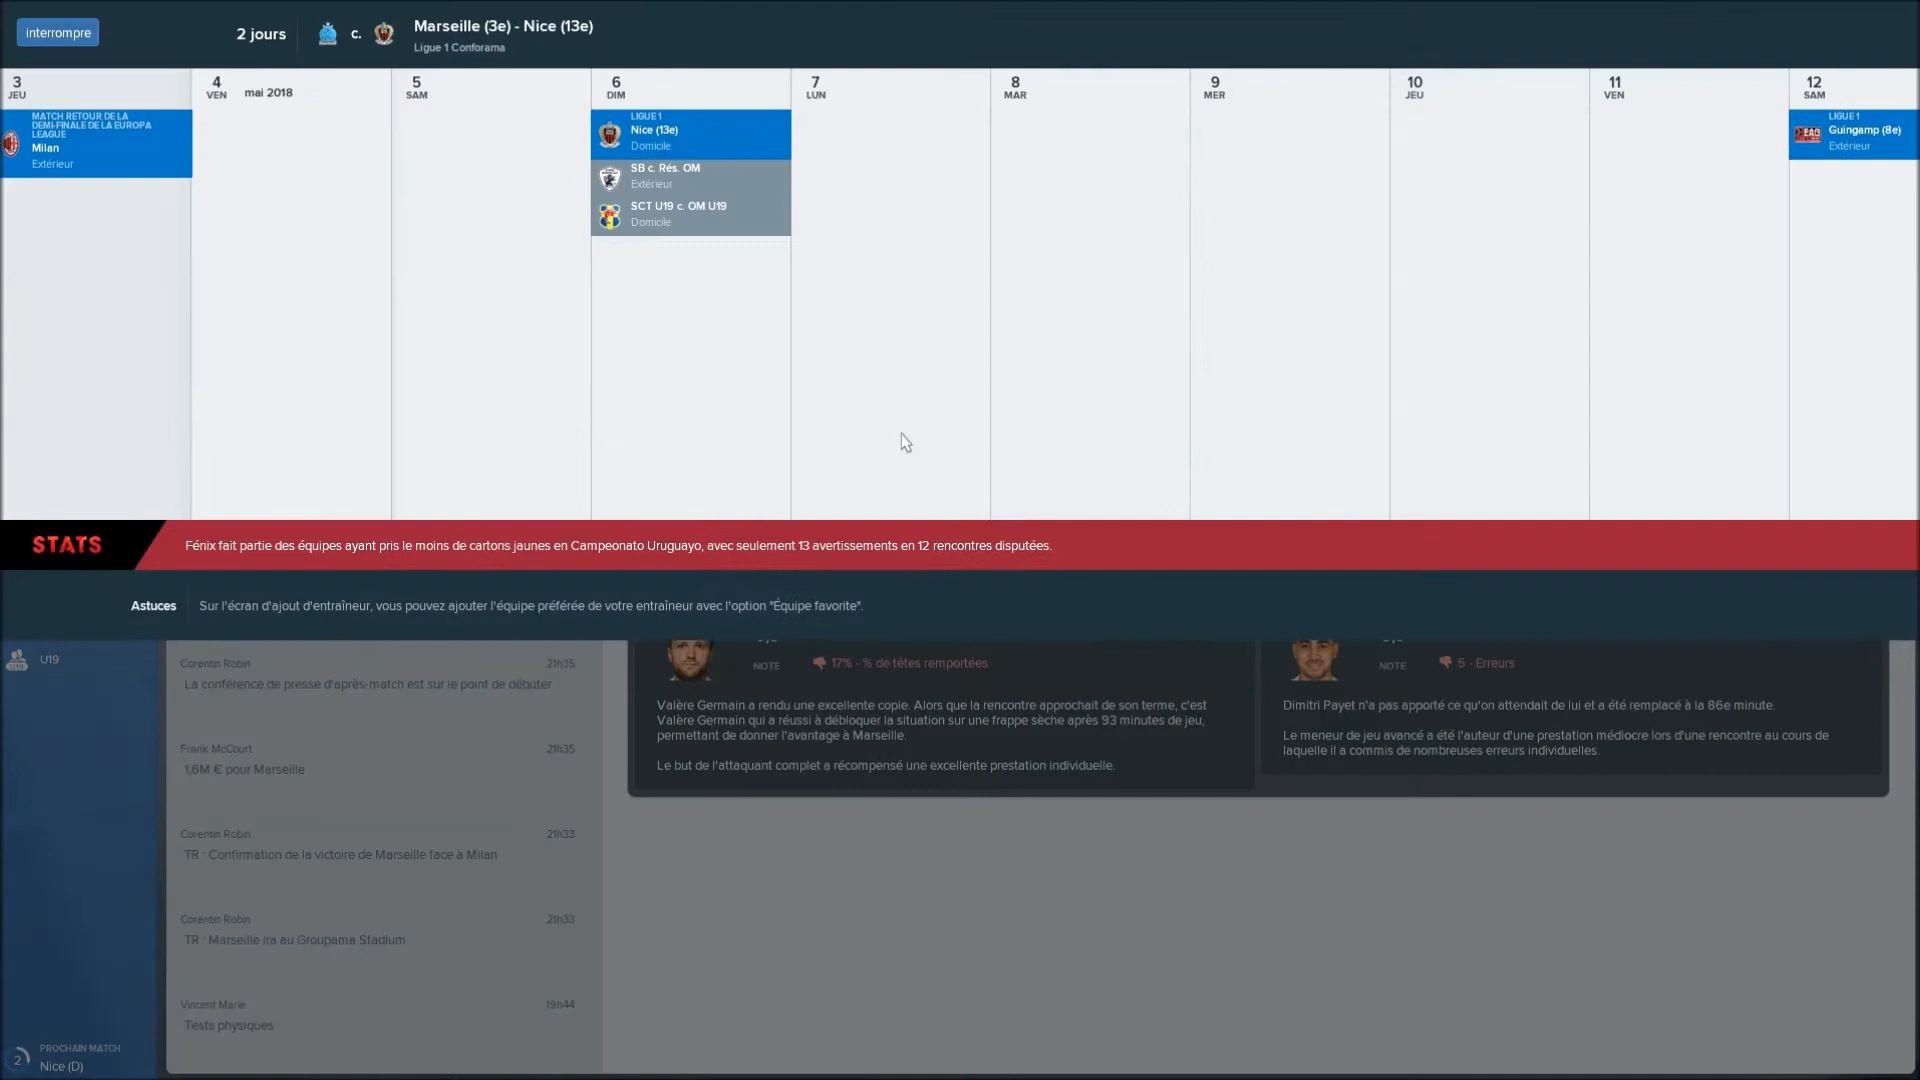 interrompre
2 jours
c.
Marseille (3e) - Nice (13e)
Ligue 1 Conforama
3
JEU
4
VEN
mai 2018
5
SAM
6
DIM
7
LUN
8
MAR
9
MER
10
JEU
11
VEN
12
SAM
MATCH RETOUR DE LA
DEMI-FINALE DE LA EUROPA
LEAGUE
Milan
Extérieur
LIGUE 1
Nice (13e)
Domicile
SB c. Rés. OM
Extérieur
SCT U19 c. OM U19
Domicile
LIGUE 1
EAG
Guingamp (8e)
Extérieur
STATS
Fénix fait partie des équipes ayant pris le moins de cartons jaunes en Campeonato Uruguayo, avec seulement 13 avertissements en 12 rencontres disputées.
Astuces
Sur l'écran d'ajout d'entraîneur, vous pouvez ajouter l'équipe préférée de votre entraîneur avec l'option "Équipe favorite".
U19
Corentin Robin
21h35
La conférence de presse d'après-match est sur le point de débuter
Frank McCourt
21h35
1,6M € pour Marseille
Corentin Robin
21h33
TR : Confirmation de la victoire de Marseille face à Milan
Corentin Robin
21h33
TR : Marseille ira au Groupama Stadium
Vincent Marie
19h44
Tests physiques
NOTE
17% - % de têtes remportées
Valère Germain a rendu une excellente copie. Alors que la rencontre approchait de son terme, c'est
Valère Germain qui a réussi à débloquer la situation sur une frappe sèche après 93 minutes de jeu,
permettant de donner l'avantage à Marseille.
Le but de l'attaquant complet a récompensé une excellente prestation individuelle.
NOTE
5 - Erreurs
Dimitri Payet n'a pas apporté ce qu'on attendait de lui et a été remplacé à la 86e minute.
Le meneur de jeu avancé a été l'auteur d'une prestation médiocre lors d'une rencontre au cours de
laquelle il a commis de nombreuses erreurs individuelles.
2
PROCHAIN MATCH
Nice (D)